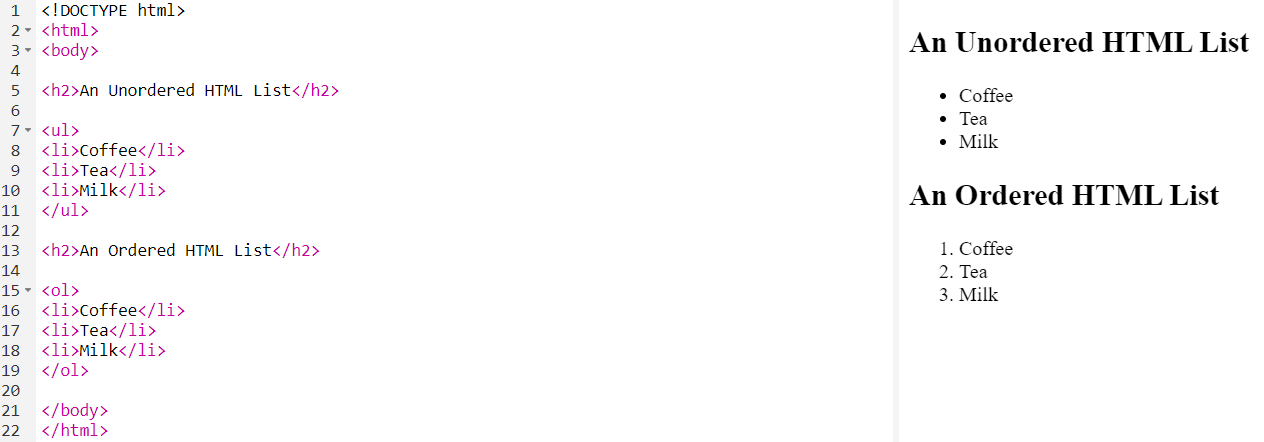 1 <!DOCTYPE html>
2 <html>
3 <body>
4
5 <h2>An Unordered HTML List</h2>
6
7 <ul>
8 <li>Coffee</li>
9 <li>Tea</li>
10 <li>Milk</li>
11 </ul>
12
13 <h2>An Ordered HTML List</h2>
14
15 <ol>
16 <li>Coffee</li>
17 <li>Tea</li>
18 <li>Milk</li>
19 </ol>
20
21 </body>
22 </html>
An Unordered HTML List
• Coffee
• Tea
• Milk
An Ordered HTML List
1. Coffee
2. Tea
3. Milk